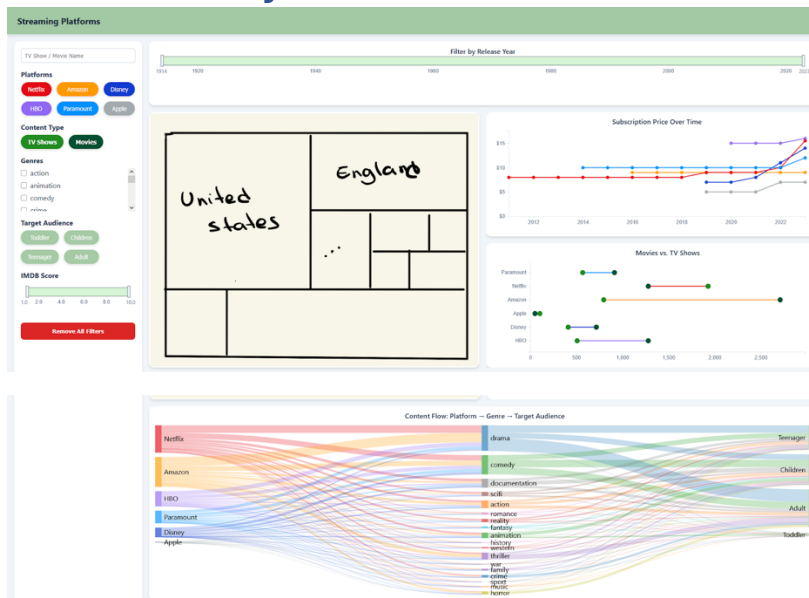 Streaming Platforms
TV Show / Movie Name
Platforms
Netflix Amazon Disney
HBO Paramount Apple
Content Type
TV Shows Movies
Genres
action
animation
comedy
crime
Target Audience
Toddler Children
Teenager Adult
IMDB Score
1.0 2.0 4.0 6.0 8.0 10.0
Remove All Filters
Filter by Release Year
1914 1920 1940 1960 1980 2000 2020 2023
United
states
England
...
Subscription Price Over Time
$15
$10
$5
$0
2012 2014 2016 2018 2020 2022
Movies vs. TV Shows
Paramount
Netflix
Amazon
Apple
Disney
HBO
0 500 1,000 1,500 2,000 2,500
Content Flow: Platform → Genre → Target Audience
Netflix
Amazon
HBO
Paramount
Disney
Apple
drama
comedy
documentation
scifi
action
romance
reality
fantasy
animation
history
western
thriller
war
family
crime
sport
music
horror
Teenager
Children
Adult
Toddler